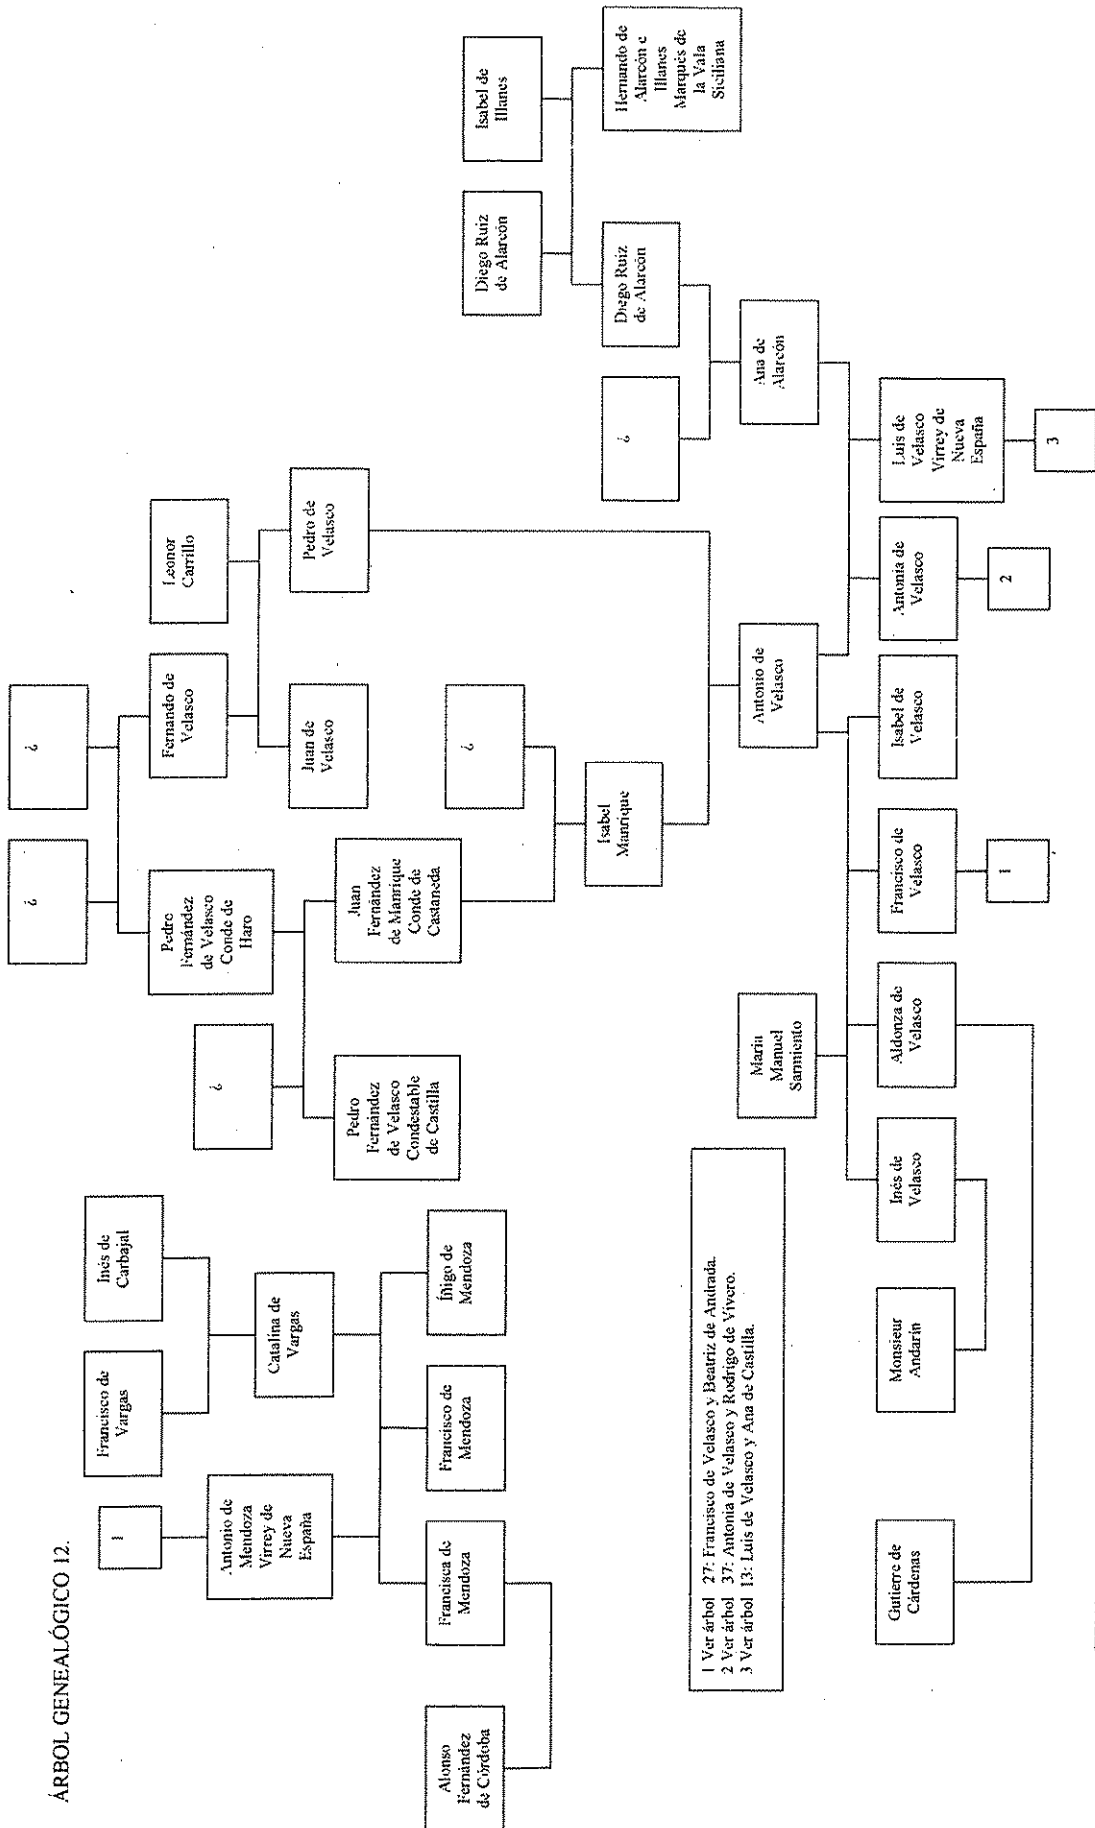 ÁRBOL GENEALÓGICO 12.
1
Francisco de
Vargas
Inés de
Carbajal
Antonio de
Mendoza
Virrey de
Nueva
España
Catalina de
Vargas
Alonso
Fernández
de Córdoba
Francisca de
Mendoza
Francisco de
Mendoza
Íñigo de
Mendoza
¿
¿
Pedro
Fernández
de Velasco
Conde de
Haro
Fernando de
Velasco
Leonor
Carrillo
¿
Juan de
Velasco
Pedro de
Velasco
Pedro
Fernández
de Velasco
Condestable
de Castilla
Juan
Fernández
de Manrique
Conde de
Castaneda
¿
Isabel
Manrique
Diego Ruiz
de Alarcón
Isabel de
Illanes
¿
Diego Ruiz
de Alarcón
Hernando de
Alarcón e
Illanes
Marqués de
la Vala
Siciliana
María
Manuel
Sarmiento
Antonio de
Velasco
Ana de
Alarcón
Gutierre de
Cárdenas
Monsieur
Andarín
Inés de
Velasco
Aldonza de
Velasco
Francisco de
Velasco
Isabel de
Velasco
Antonia de
Velasco
Luis de
Velasco
Virrey de
Nueva
España
1
2
3
1 Ver árbol 27: Francisco de Velasco y Beatriz de Andrada.
2 Ver árbol 37: Antonia de Velasco y Rodrigo de Vivero.
3 Ver árbol 13: Luis de Velasco y Ana de Castilla.